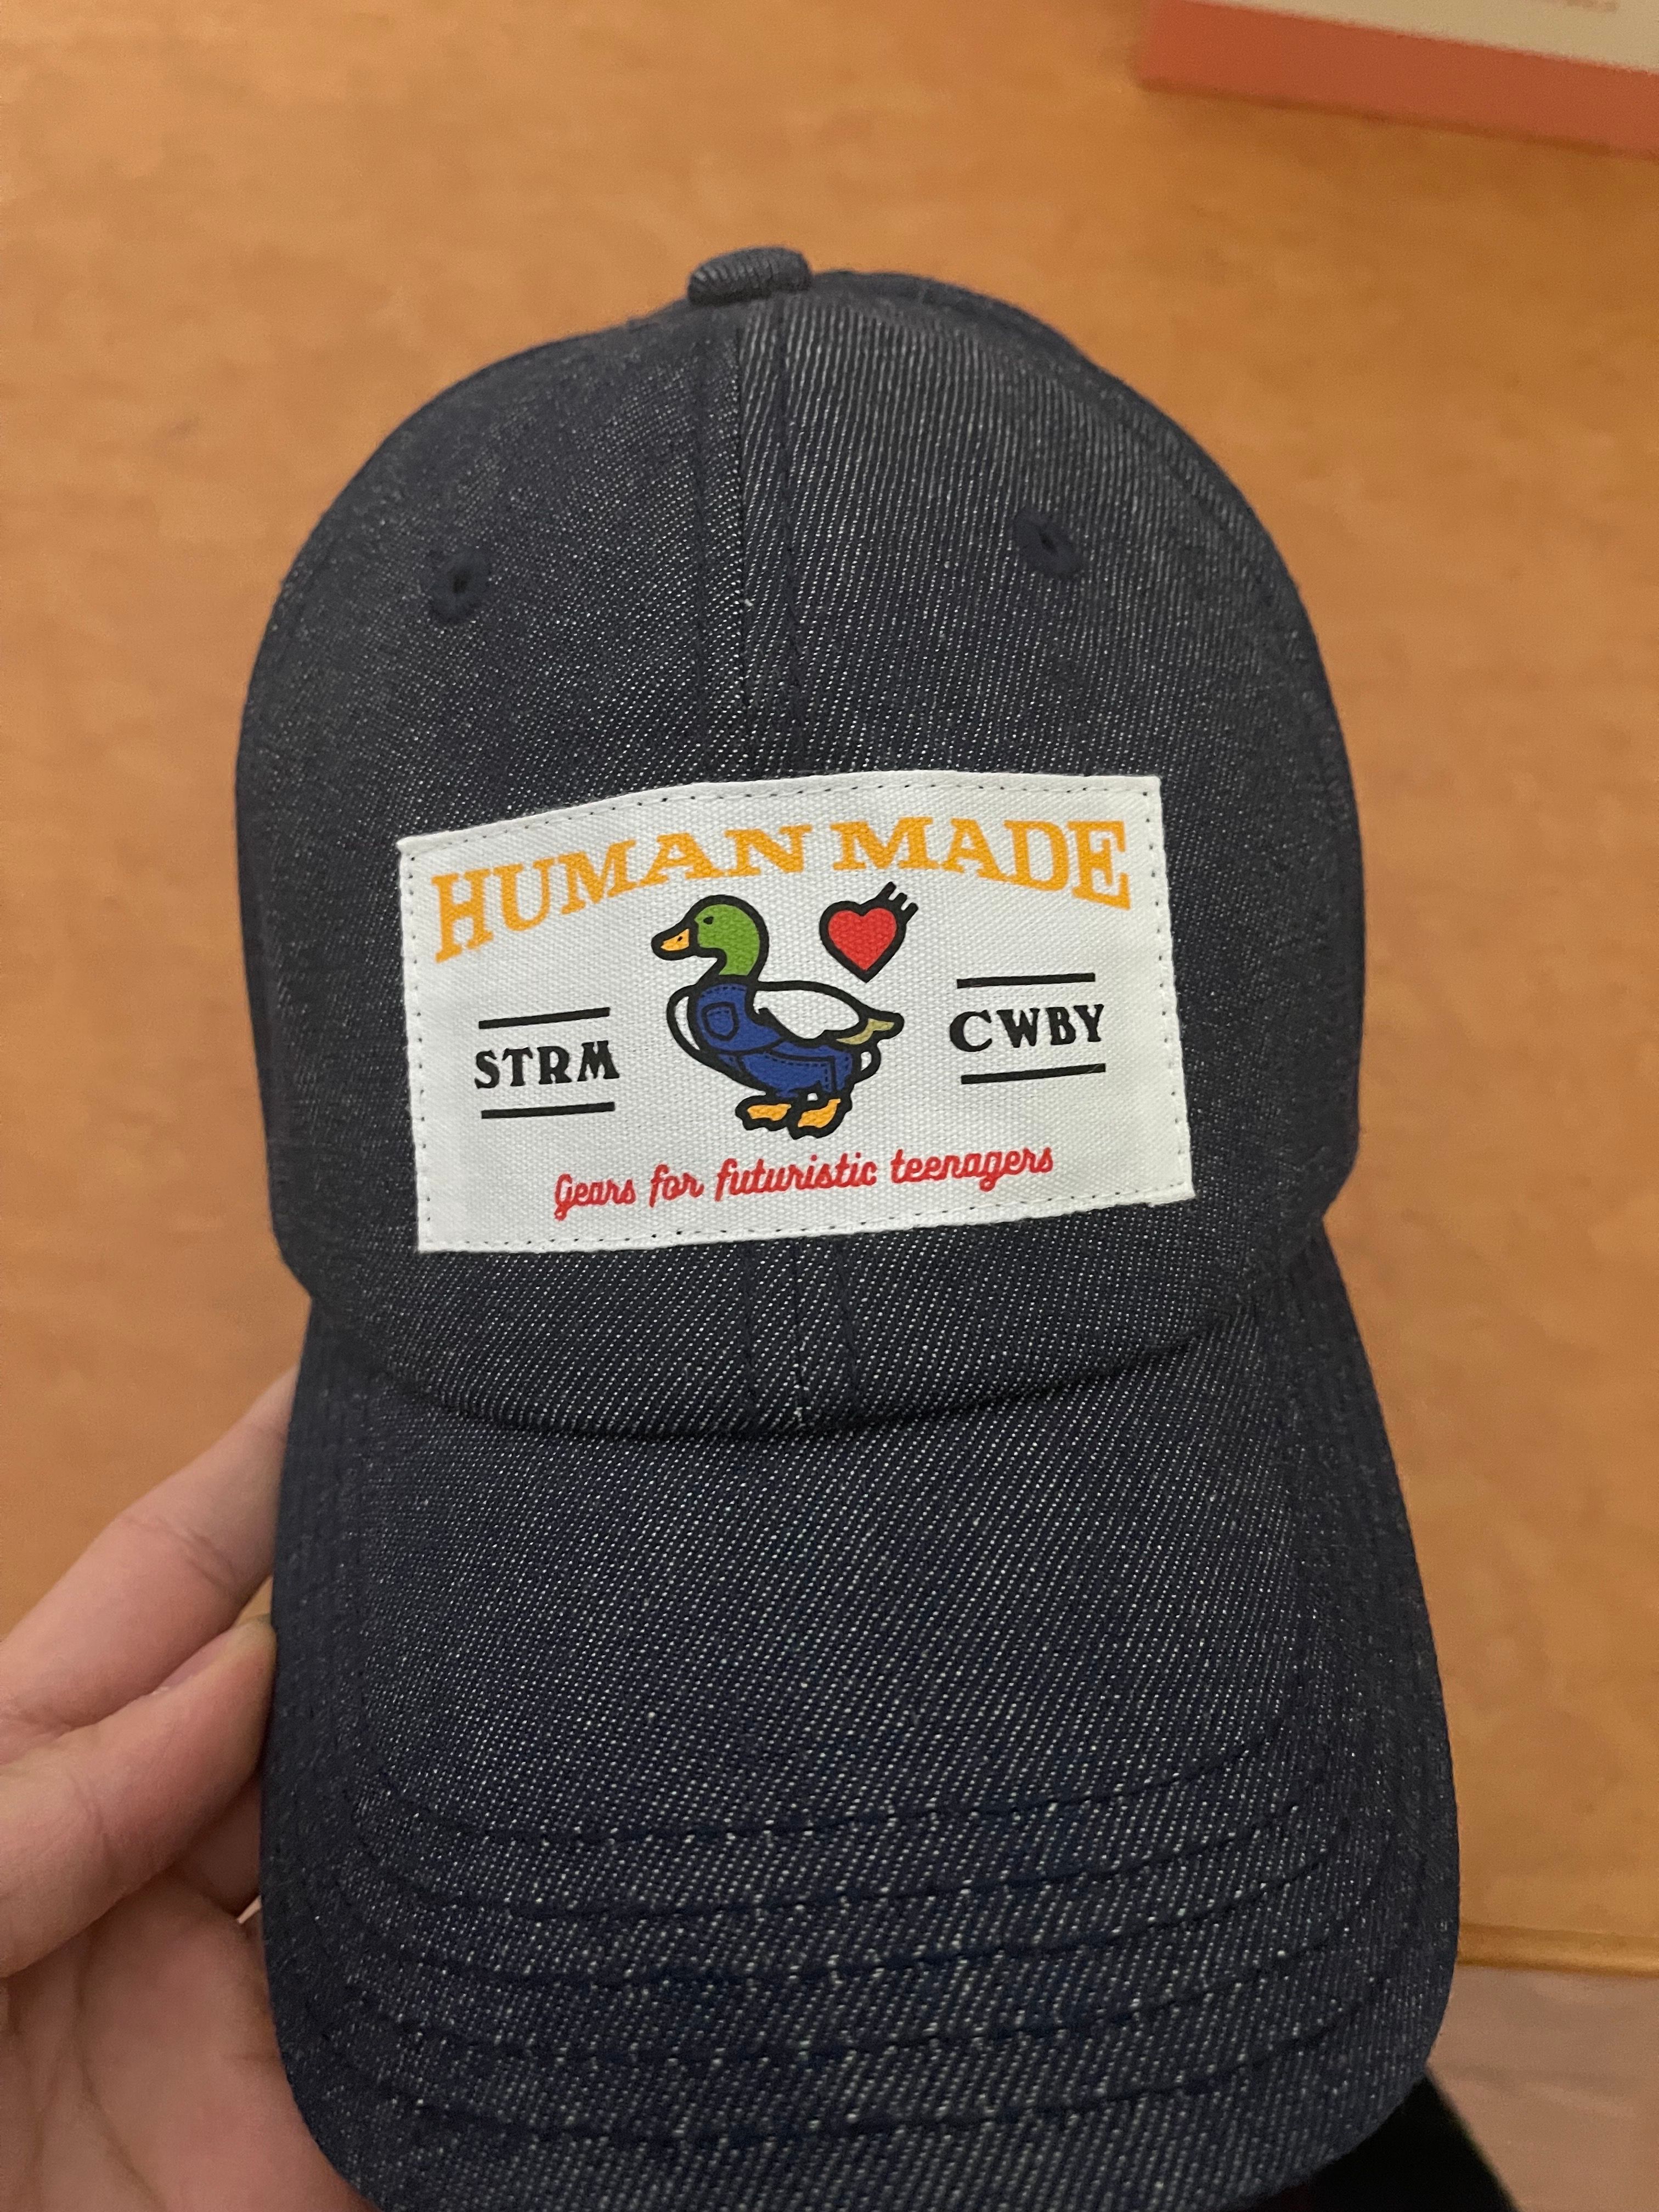 HUMAN MADE
STRM
CWBY
Gears for futuristic teenagers